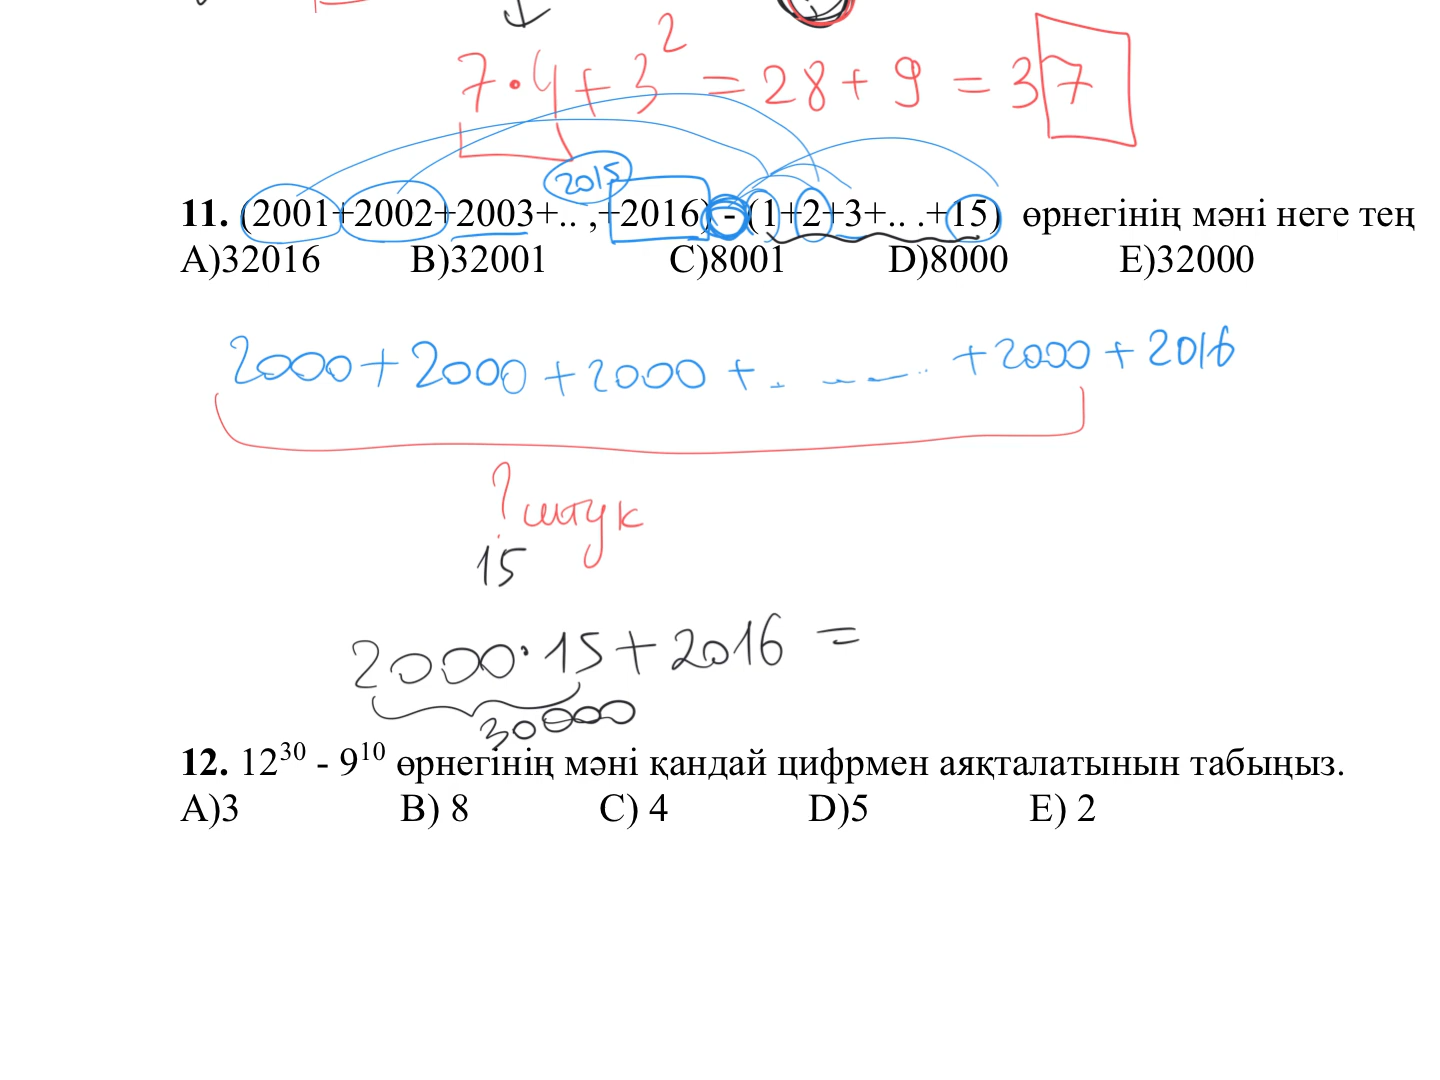 7·4+3² = 28+9 = 37
2015
11. (2001+2002+2003+.. ,+2016) - (1+2+3+.. .+15) өрнегінің мәні неге тең
A)32016 B)32001 C)8001 D)8000 E)32000
2000+2000+2000+. ... +2000+2016
? штук
15
2000·15+2016 =
30000
12. 12³⁰ - 9¹⁰ өрнегінің мәні қандай цифрмен аяқталатынын табыңыз.
A)3 B) 8 C) 4 D)5 E) 2